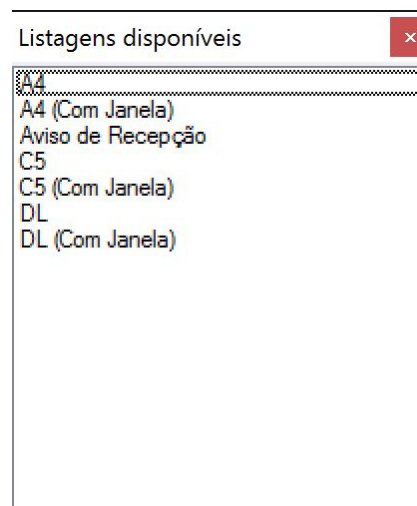 Listagens disponíveis
A4
A4 (Com Janela)
Aviso de Recepção
C5
C5 (Com Janela)
DL
DL (Com Janela)